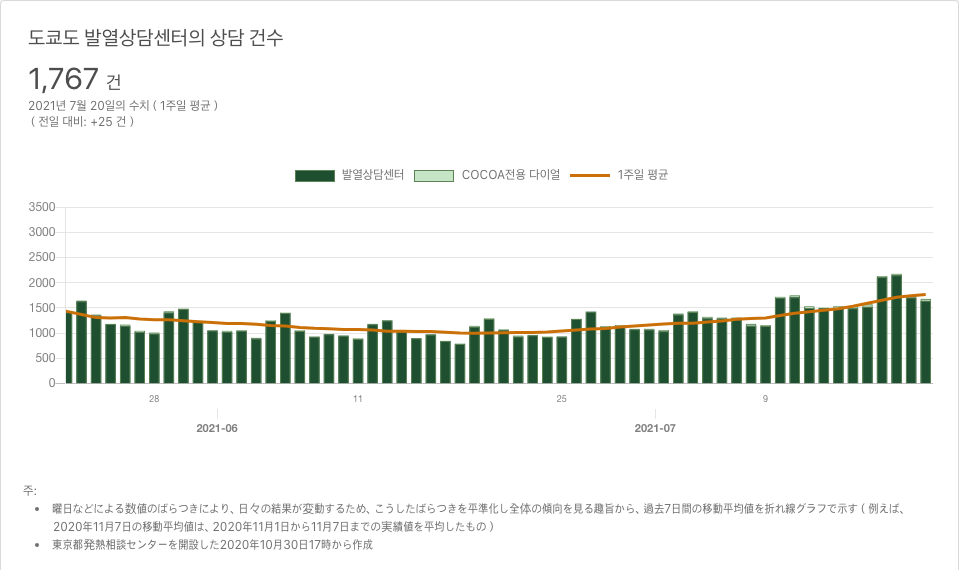 도쿄도 발열상담센터의 상담 건수
1,767 건
2021년 7월 20일의 수치 ( 1주일 평균 )
( 전일 대비: +25 건 )
발열상담센터 COCOA전용 다이얼 1주일 평균
3500
3000
2500
2000
1500
1000
500
0
28 11 25 9
2021-06 2021-07
주:
曜日などによる数値のばらつきにより、日々の結果が変動するため、こうしたばらつきを平準化し全体の傾向を見る趣旨から、過去7日間の移動平均値を折れ線グラフで示す ( 例えば、
2020年11月7日の移動平均値は、2020年11月1日から11月7日までの実績値を平均したもの )
東京都発熱相談センターを開設した2020年10月30日17時から作成